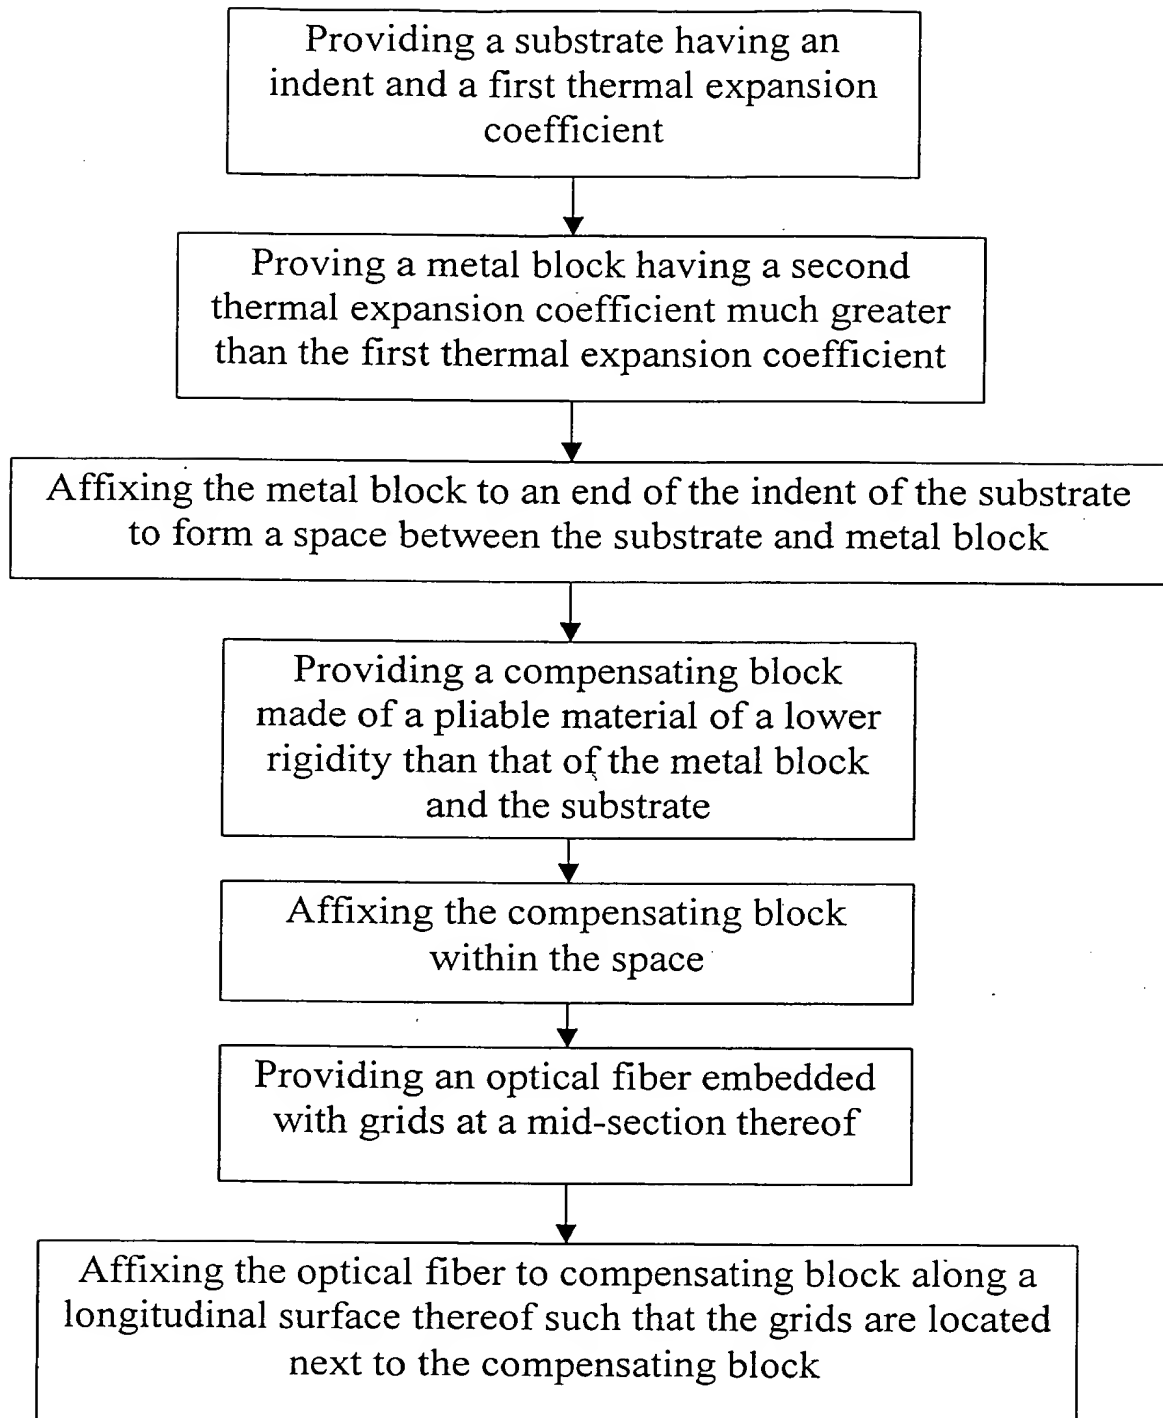 Providing a substrate having an
indent and a first thermal expansion
coefficient
Proving a metal block having a second
thermal expansion coefficient much greater
than the first thermal expansion coefficient
Affixing the metal block to an end of the indent of the substrate
to form a space between the substrate and metal block
Providing a compensating block
made of a pliable material of a lower
rigidity than that of the metal block
and the substrate
Affixing the compensating block
within the space
Providing an optical fiber embedded
with grids at a mid-section thereof
Affixing the optical fiber to compensating block along a
longitudinal surface thereof such that the grids are located
next to the compensating block